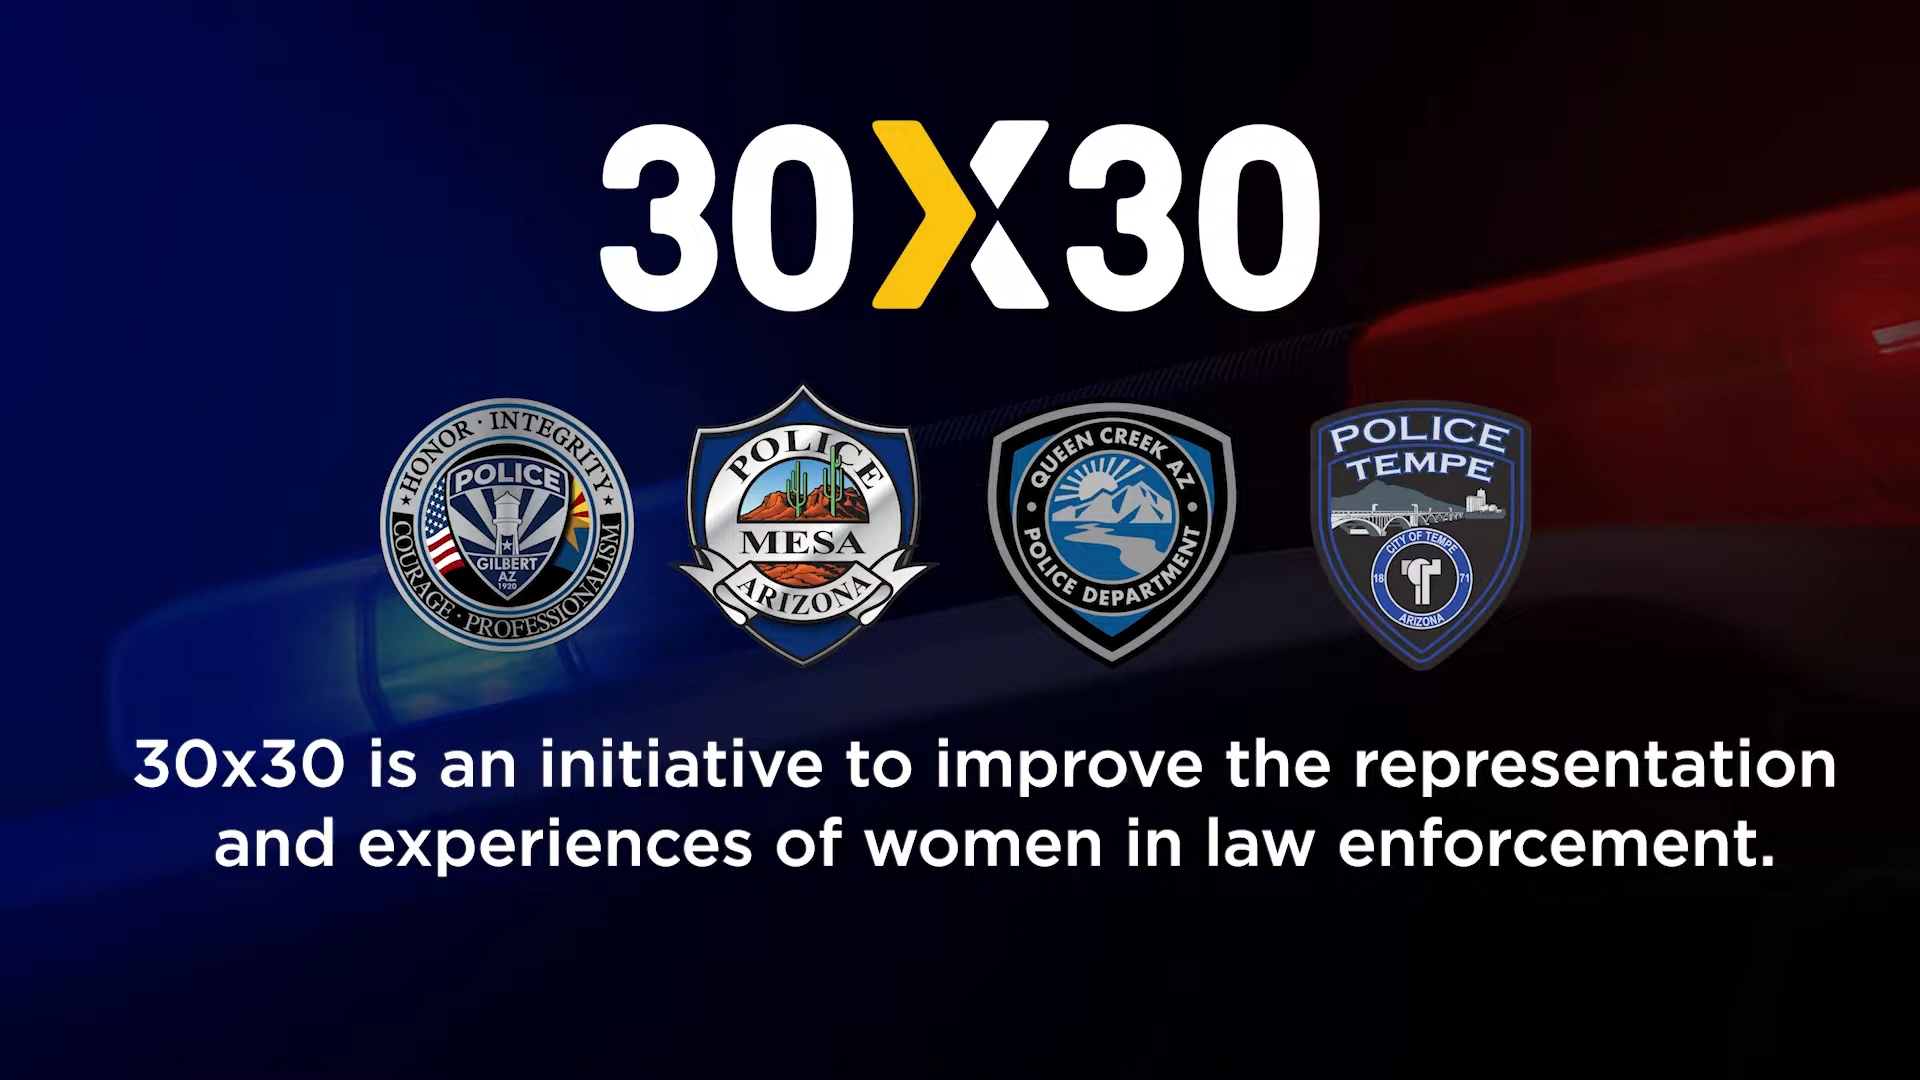 30X30
HONOR · INTEGRITY
COURAGE · PROFESSIONALISM
POLICE
GILBERT
AZ
1920
POLICE
MESA
ARIZONA
QUEEN CREEK AZ
POLICE DEPARTMENT
POLICE
TEMPE
CITY OF TEMPE
18 71
ARIZONA
30x30 is an initiative to improve the representation
and experiences of women in law enforcement.